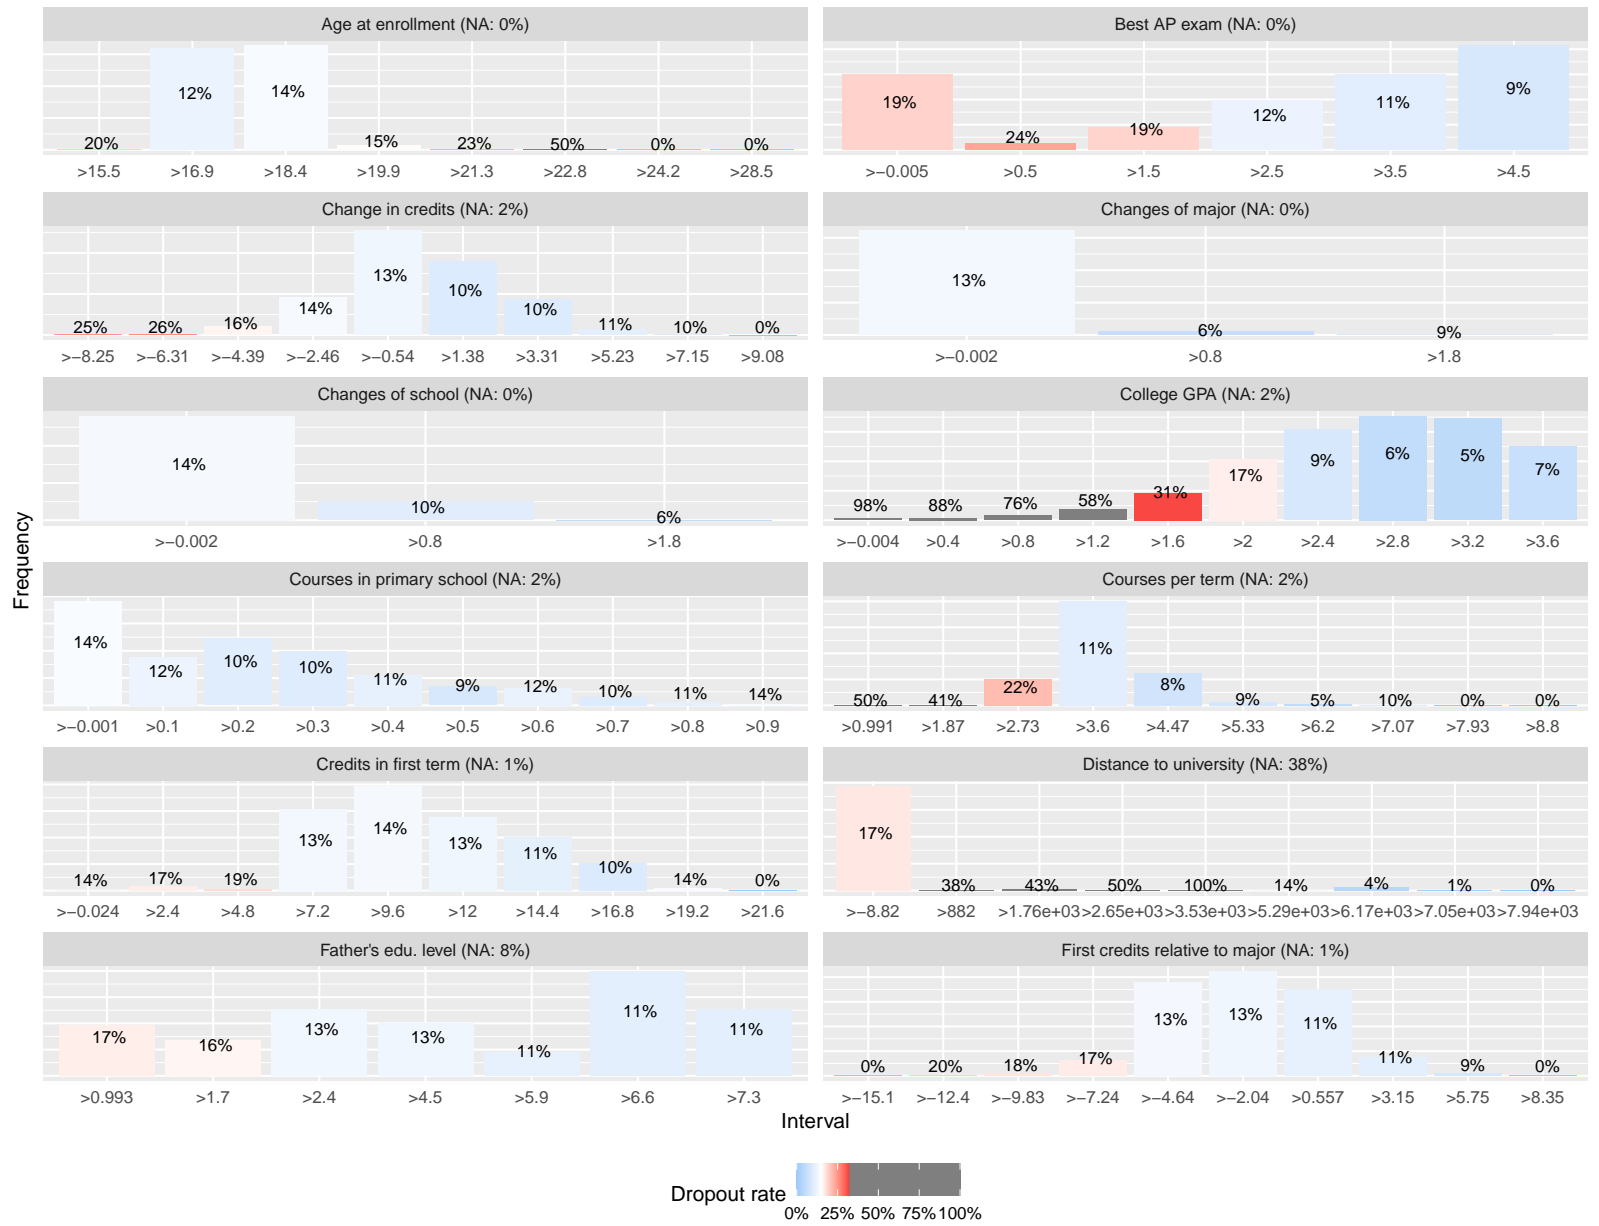 Age at enrollment (NA: 0%)
20% 12% 14% 15% 23% 50% 0% 0%
>15.5 >16.9 >18.4 >19.9 >21.3 >22.8 >24.2 >28.5
Best AP exam (NA: 0%)
19% 24% 19% 12% 11% 9%
>−0.005 >0.5 >1.5 >2.5 >3.5 >4.5
Change in credits (NA: 2%)
25% 26% 16% 14% 13% 10% 10% 11% 10% 0%
>−8.25 >−6.31 >−4.39 >−2.46 >−0.54 >1.38 >3.31 >5.23 >7.15 >9.08
Changes of major (NA: 0%)
13% 6% 9%
>−0.002 >0.8 >1.8
Changes of school (NA: 0%)
14% 10% 6%
>−0.002 >0.8 >1.8
College GPA (NA: 2%)
98% 88% 76% 58% 31% 17% 9% 6% 5% 7%
>−0.004 >0.4 >0.8 >1.2 >1.6 >2 >2.4 >2.8 >3.2 >3.6
Frequency
Courses in primary school (NA: 2%)
14% 12% 10% 10% 11% 9% 12% 10% 11% 14%
>−0.001 >0.1 >0.2 >0.3 >0.4 >0.5 >0.6 >0.7 >0.8 >0.9
Courses per term (NA: 2%)
50% 41% 22% 11% 8% 9% 5% 10% 0% 0%
>0.991 >1.87 >2.73 >3.6 >4.47 >5.33 >6.2 >7.07 >7.93 >8.8
Credits in first term (NA: 1%)
14% 17% 19% 13% 14% 13% 11% 10% 14% 0%
>−0.024 >2.4 >4.8 >7.2 >9.6 >12 >14.4 >16.8 >19.2 >21.6
Distance to university (NA: 38%)
17% 38% 43% 50% 100% 14% 4% 1% 0%
>−8.82 >882 >1.76e+03 >2.65e+03 >3.53e+03 >5.29e+03 >6.17e+03 >7.05e+03 >7.94e+03
Father's edu. level (NA: 8%)
17% 16% 13% 13% 11% 11% 11%
>0.993 >1.7 >2.4 >4.5 >5.9 >6.6 >7.3
First credits relative to major (NA: 1%)
0% 20% 18% 17% 13% 13% 11% 11% 9% 0%
>−15.1 >−12.4 >−9.83 >−7.24 >−4.64 >−2.04 >0.557 >3.15 >5.75 >8.35
Interval
Dropout rate
0% 25% 50% 75% 100%